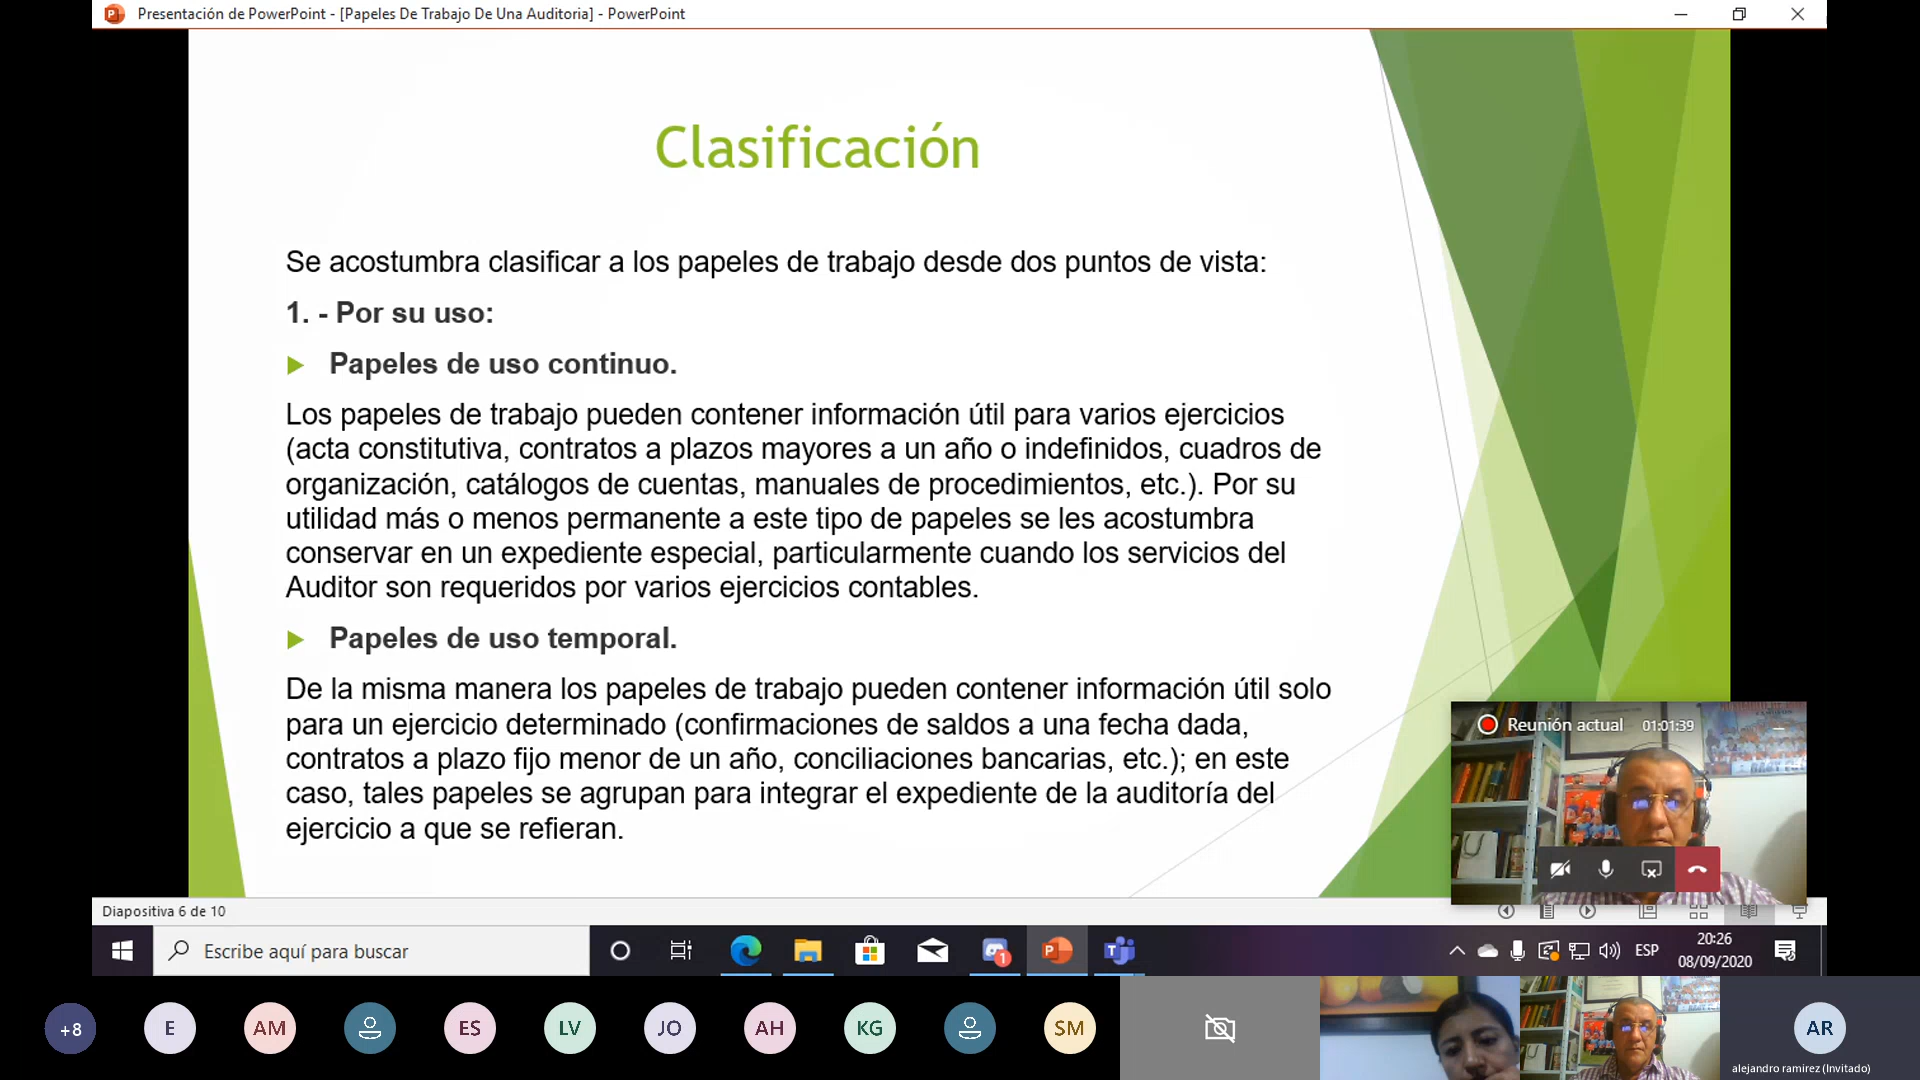 Presentación de PowerPoint - [Papeles De Trabajo De Una Auditoria] - PowerPoint
Clasificación
Se acostumbra clasificar a los papeles de trabajo desde dos puntos de vista:
1. - Por su uso:
Papeles de uso continuo.
Los papeles de trabajo pueden contener información útil para varios ejercicios
(acta constitutiva, contratos a plazos mayores a un año o indefinidos, cuadros de
organización, catálogos de cuentas, manuales de procedimientos, etc.). Por su
utilidad más o menos permanente a este tipo de papeles se les acostumbra
conservar en un expediente especial, particularmente cuando los servicios del
Auditor son requeridos por varios ejercicios contables.
Papeles de uso temporal.
De la misma manera los papeles de trabajo pueden contener información útil solo
para un ejercicio determinado (confirmaciones de saldos a una fecha dada,
contratos a plazo fijo menor de un año, conciliaciones bancarias, etc.); en este
caso, tales papeles se agrupan para integrar el expediente de la auditoría del
ejercicio a que se refieran.
Reunión actual 01:01:39
Diapositiva 6 de 10
Escribe aquí para buscar
1
ESP
20:26
08/09/2020
+8
E
AM
ES
LV
JO
AH
KG
SM
AR
alejandro ramirez (Invitado)